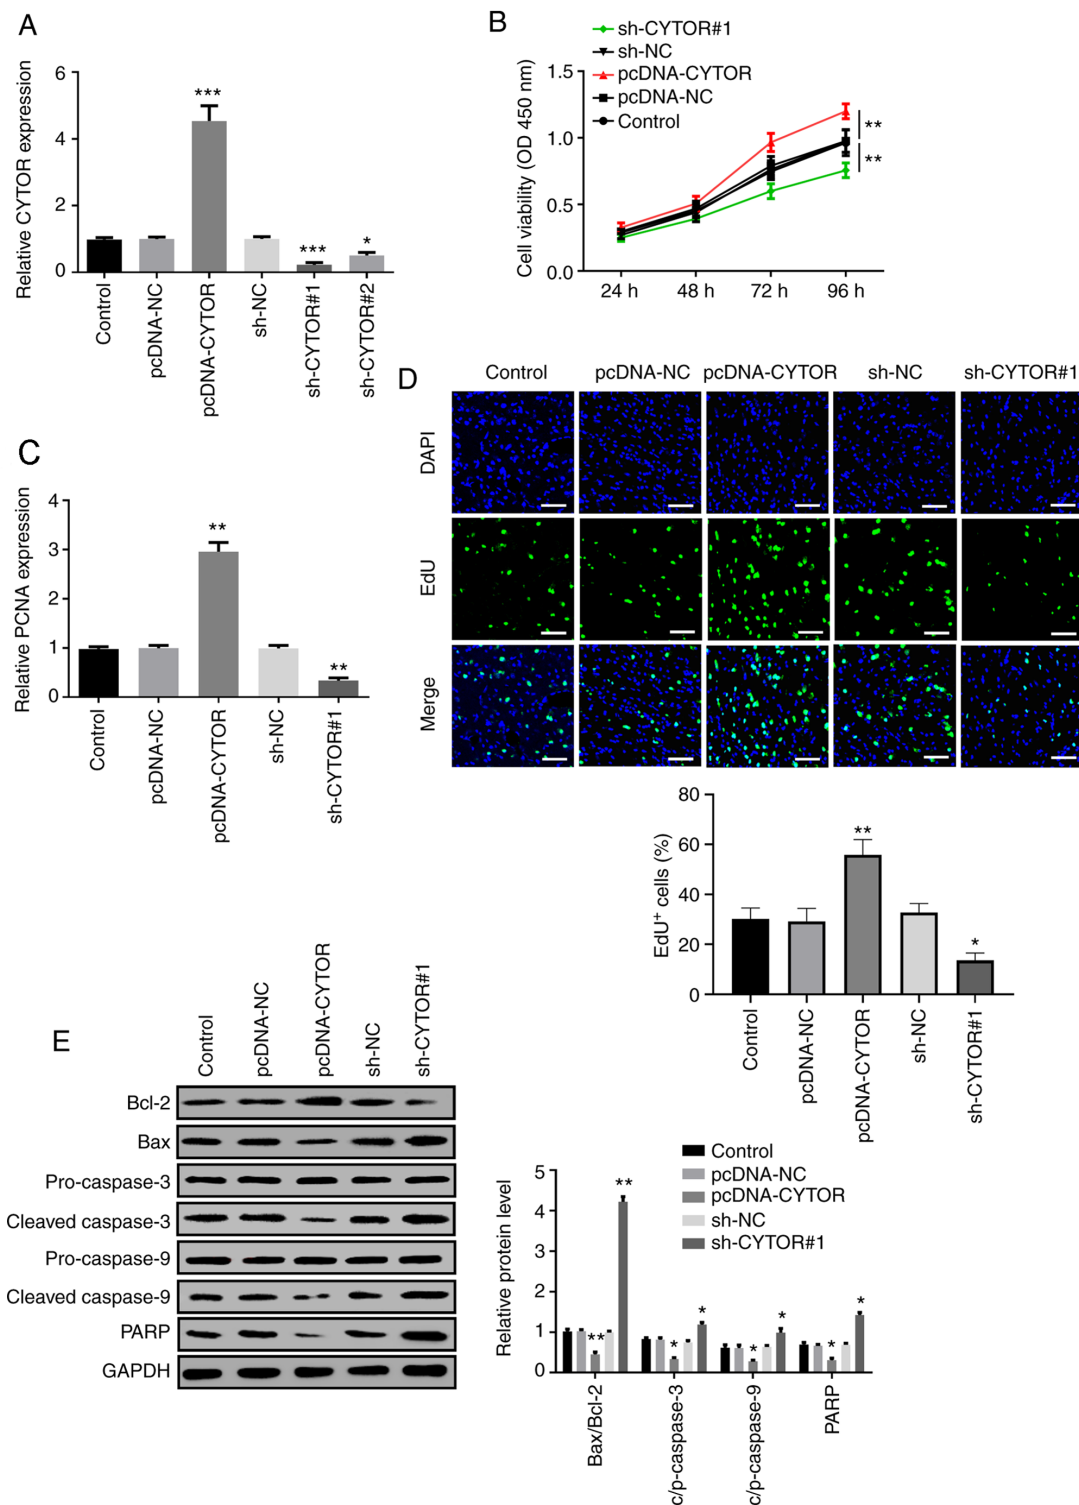 A
Relative CYTOR expression
6
4
2
0
***
***
*
Control
pcDNA-NC
pcDNA-CYTOR
sh-NC
sh-CYTOR#1
sh-CYTOR#2
B
sh-CYTOR#1
sh-NC
pcDNA-CYTOR
pcDNA-NC
Control
Cell viability (OD 450 nm)
1.5
1.0
0.5
0.0
**
**
24 h
48 h
72 h
96 h
C
Relative PCNA expression
4
3
2
1
0
**
**
Control
pcDNA-NC
pcDNA-CYTOR
sh-NC
sh-CYTOR#1
D
Control
pcDNA-NC
pcDNA-CYTOR
sh-NC
sh-CYTOR#1
DAPI
EdU
Merge
EdU+ cells (%)
80
60
40
20
0
**
*
Control
pcDNA-NC
pcDNA-CYTOR
sh-NC
sh-CYTOR#1
E
Control
pcDNA-NC
pcDNA-CYTOR
sh-NC
sh-CYTOR#1
Bcl-2
Bax
Pro-caspase-3
Cleaved caspase-3
Pro-caspase-9
Cleaved caspase-9
PARP
GAPDH
Control
pcDNA-NC
pcDNA-CYTOR
sh-NC
sh-CYTOR#1
Relative protein level
5
4
3
2
1
0
**
**
*
*
*
*
*
*
Bax/Bcl-2
c/p-caspase-3
c/p-caspase-9
PARP